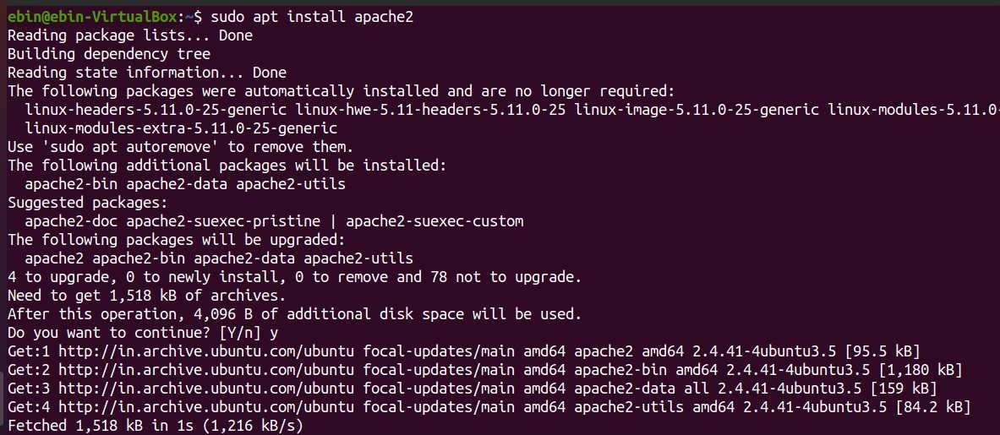 ebin@ebin-VirtualBox:~$ sudo apt install apache2
Reading package lists... Done
Building dependency tree
Reading state information... Done
The following packages were automatically installed and are no longer required:
  linux-headers-5.11.0-25-generic linux-hwe-5.11-headers-5.11.0-25 linux-image-5.11.0-25-generic linux-modules-5.11.0-
  linux-modules-extra-5.11.0-25-generic
Use 'sudo apt autoremove' to remove them.
The following additional packages will be installed:
  apache2-bin apache2-data apache2-utils
Suggested packages:
  apache2-doc apache2-suexec-pristine | apache2-suexec-custom
The following packages will be upgraded:
  apache2 apache2-bin apache2-data apache2-utils
4 to upgrade, 0 to newly install, 0 to remove and 78 not to upgrade.
Need to get 1,518 kB of archives.
After this operation, 4,096 B of additional disk space will be used.
Do you want to continue? [Y/n] y
Get:1 http://in.archive.ubuntu.com/ubuntu focal-updates/main amd64 apache2 amd64 2.4.41-4ubuntu3.5 [95.5 kB]
Get:2 http://in.archive.ubuntu.com/ubuntu focal-updates/main amd64 apache2-bin amd64 2.4.41-4ubuntu3.5 [1,180 kB]
Get:3 http://in.archive.ubuntu.com/ubuntu focal-updates/main amd64 apache2-data all 2.4.41-4ubuntu3.5 [159 kB]
Get:4 http://in.archive.ubuntu.com/ubuntu focal-updates/main amd64 apache2-utils amd64 2.4.41-4ubuntu3.5 [84.2 kB]
Fetched 1,518 kB in 1s (1,216 kB/s)